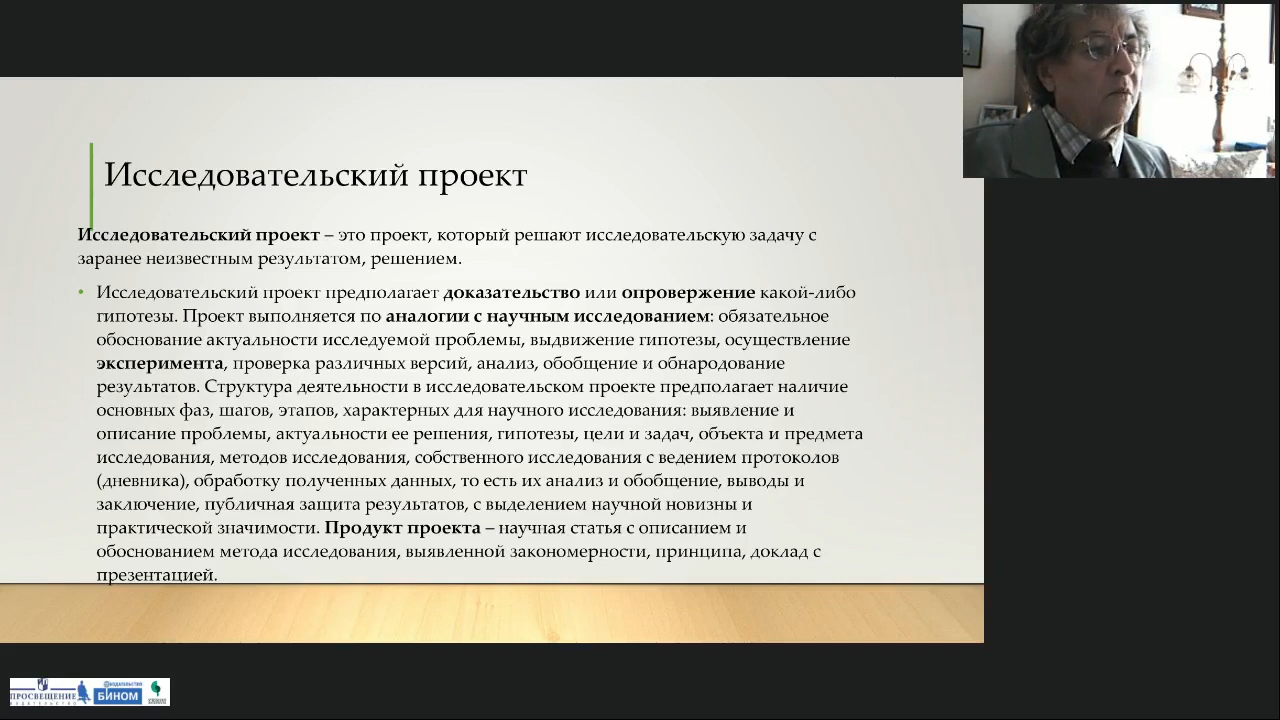 Исследовательский проект
Исследовательский проект – это проект, который решают исследовательскую задачу с
заранее неизвестным результатом, решением.
• Исследовательский проект предполагает доказательство или опровержение какой-либо
гипотезы. Проект выполняется по аналогии с научным исследованием: обязательное
обоснование актуальности исследуемой проблемы, выдвижение гипотезы, осуществление
эксперимента, проверка различных версий, анализ, обобщение и обнародование
результатов. Структура деятельности в исследовательском проекте предполагает наличие
основных фаз, шагов, этапов, характерных для научного исследования: выявление и
описание проблемы, актуальности ее решения, гипотезы, цели и задач, объекта и предмета
исследования, методов исследования, собственного исследования с ведением протоколов
(дневника), обработку полученных данных, то есть их анализ и обобщение, выводы и
заключение, публичная защита результатов, с выделением научной новизны и
практической значимости. Продукт проекта – научная статья с описанием и
обоснованием метода исследования, выявленной закономерности, принципа, доклад с
презентацией.
ПРОСВЕЩЕНИЕ
ИЗДАТЕЛЬСТВО
ИЗДАТЕЛЬСТВО
БИНОМ